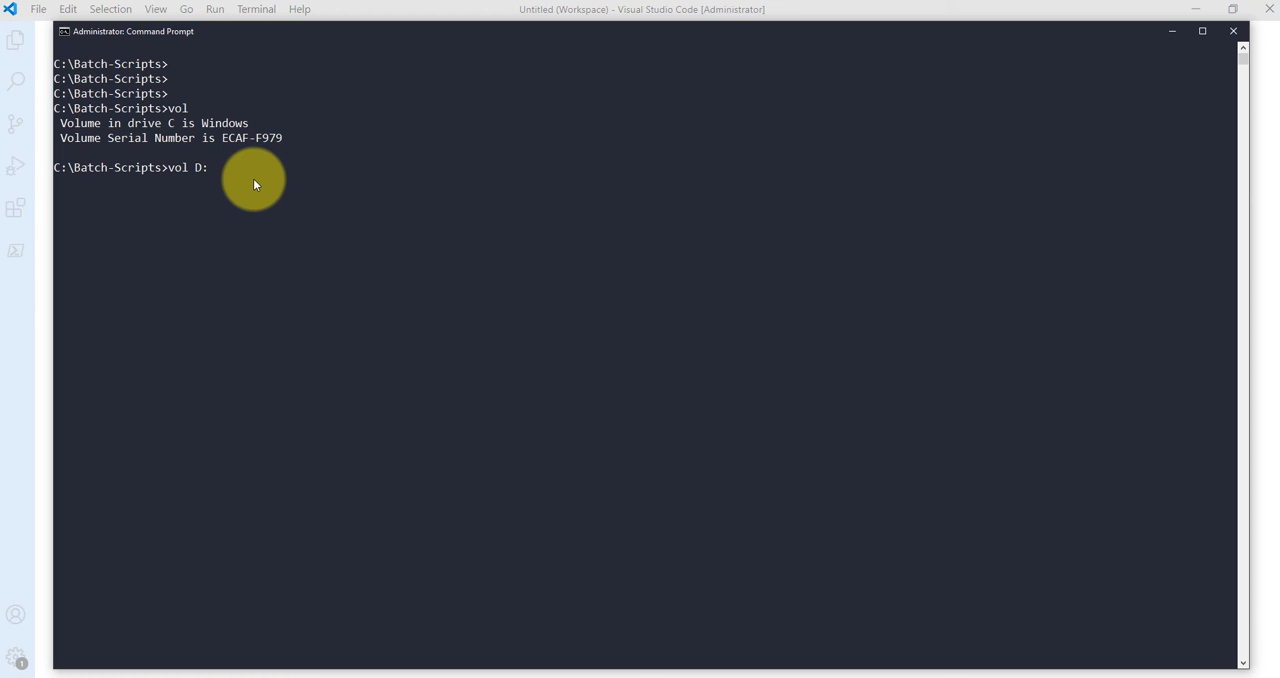 File Edit Selection View Go Run Terminal Help Untitled (Workspace) - Visual Studio Code [Administrator]
Administrator: Command Prompt
C:\Batch-Scripts>
C:\Batch-Scripts>
C:\Batch-Scripts>
C:\Batch-Scripts>vol
Volume in drive C is Windows
Volume Serial Number is ECAF-F979
C:\Batch-Scripts>vol D:
1